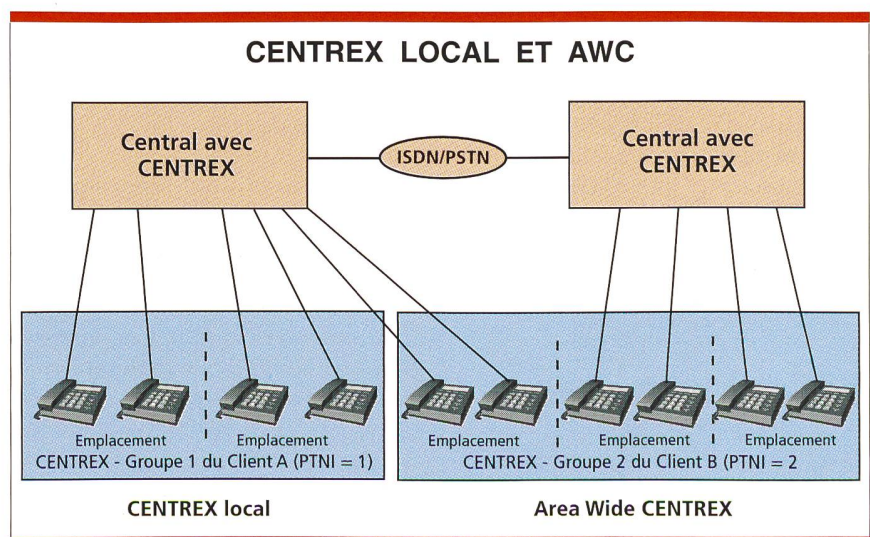 CENTREX LOCAL ET AWC
Central avec
CENTREX
ISDN/PSTN
Central avec
CENTREX
Emplacement
Emplacement
CENTREX - Groupe 1 du Client A (PTNI = 1)
Emplacement
Emplacement
Emplacement
CENTREX - Groupe 2 du Client B (PTNI = 2
CENTREX local
Area Wide CENTREX